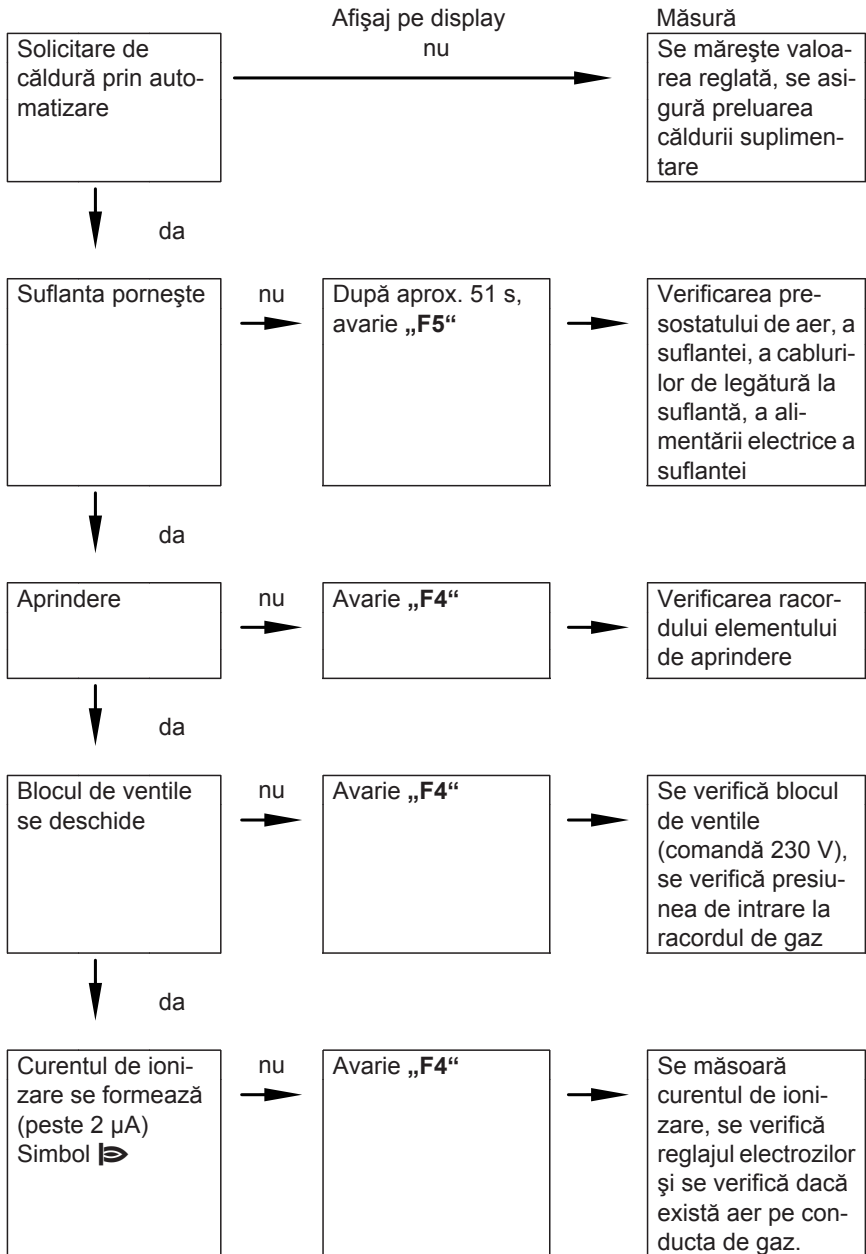 Afişaj pe display
Măsură
Solicitare de
căldură prin auto-
matizare
nu
Se măreşte valoa-
rea reglată, se asi-
gură preluarea
căldurii suplimen-
tare
da
Suflanta porneşte
nu
După aprox. 51 s,
avarie „F5“
Verificarea pre-
sostatului de aer, a
suflantei, a cabluri-
lor de legătură la
suflantă, a ali-
mentării electrice a
suflantei
da
Aprindere
nu
Avarie „F4“
Verificarea racor-
dului elementului
de aprindere
da
Blocul de ventile
se deschide
nu
Avarie „F4“
Se verifică blocul
de ventile
(comandă 230 V),
se verifică presiu-
nea de intrare la
racordul de gaz
da
Curentul de ioni-
zare se formează
(peste 2 µA)
Simbol
nu
Avarie „F4“
Se măsoară
curentul de ioni-
zare, se verifică
reglajul electrozilor
şi se verifică dacă
există aer pe con-
ducta de gaz.